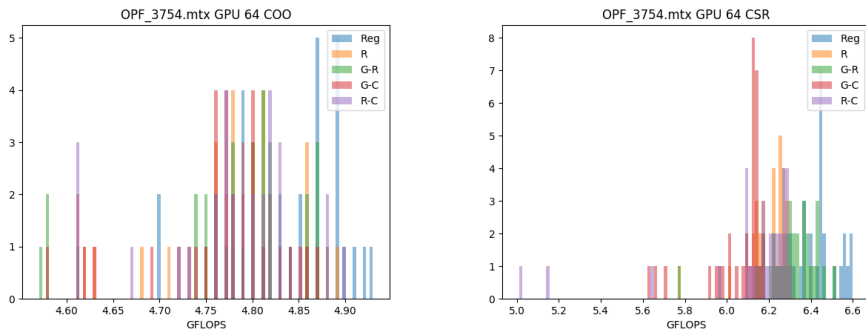 OPF_3754.mtx GPU 64 COO
5
4
3
2
1
0
Reg
R
G-R
G-C
R-C
4.60
4.65
4.70
4.75
4.80
4.85
4.90
GFLOPS
OPF_3754.mtx GPU 64 CSR
8
7
6
5
4
3
2
1
0
Reg
R
G-R
G-C
R-C
5.0
5.2
5.4
5.6
5.8
6.0
6.2
6.4
6.6
GFLOPS